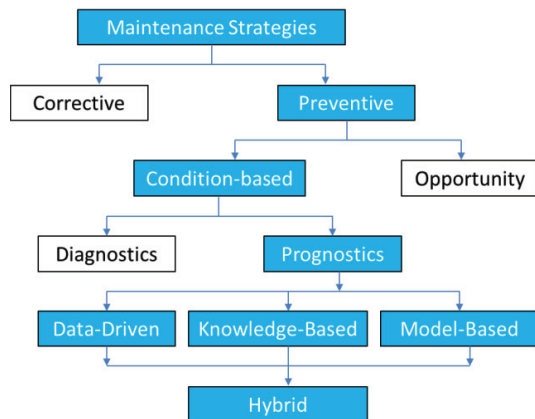 Maintenance Strategies
Corrective
Preventive
Condition-based
Opportunity
Diagnostics
Prognostics
Data-Driven
Knowledge-Based
Model-Based
Hybrid